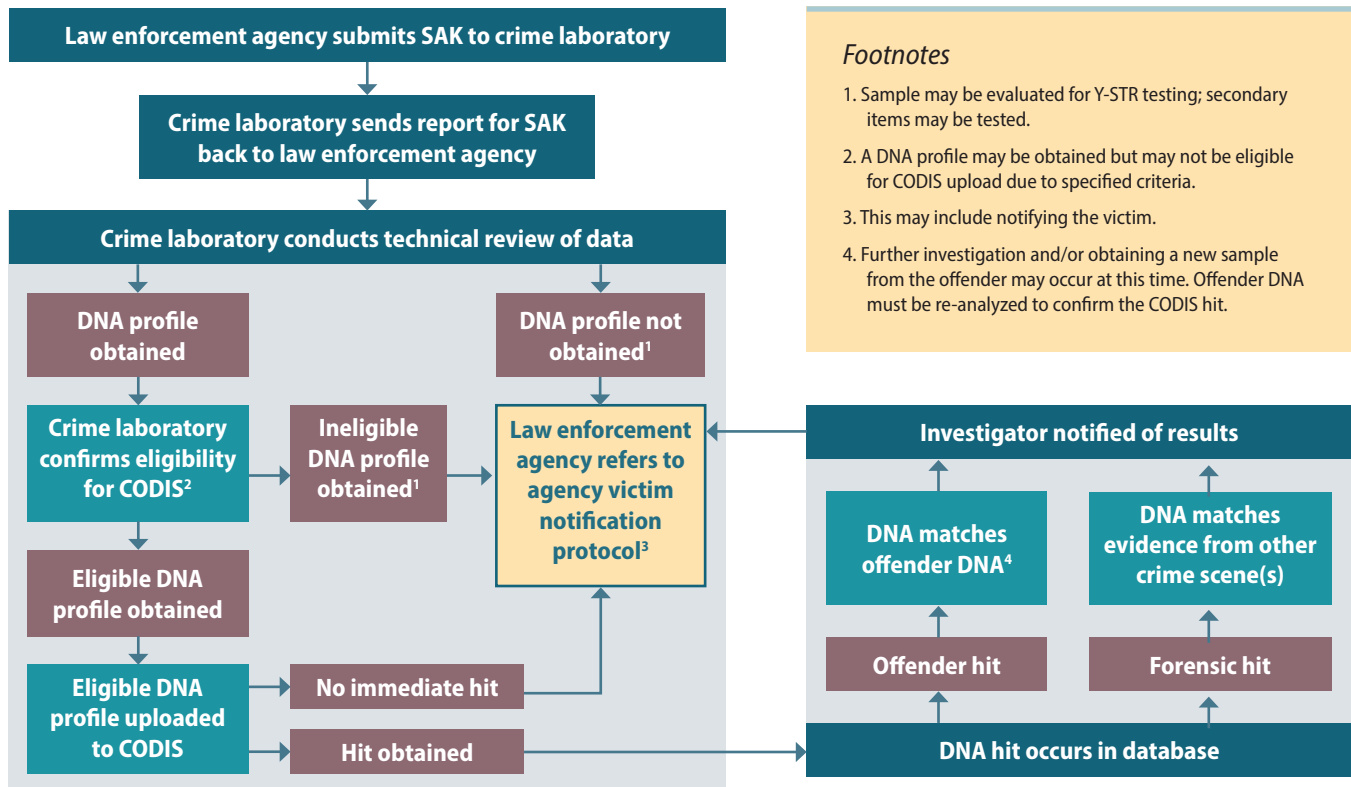 Law enforcement agency submits SAK to crime laboratory
Crime laboratory sends report for SAK
back to law enforcement agency
Crime laboratory conducts technical review of data
DNA profile
obtained
DNA profile not
obtained¹
Crime laboratory
confirms eligibility
for CODIS²
Ineligible
DNA profile
obtained¹
Law enforcement
agency refers to
agency victim
notification
protocol³
Eligible DNA
profile obtained
Eligible DNA
profile uploaded
to CODIS
No immediate hit
Hit obtained
Footnotes
1. Sample may be evaluated for Y-STR testing; secondary
items may be tested.
2. A DNA profile may be obtained but may not be eligible
for CODIS upload due to specified criteria.
3. This may include notifying the victim.
4. Further investigation and/or obtaining a new sample
from the offender may occur at this time. Offender DNA
must be re-analyzed to confirm the CODIS hit.
Investigator notified of results
DNA matches
offender DNA⁴
DNA matches
evidence from other
crime scene(s)
Offender hit
Forensic hit
DNA hit occurs in database